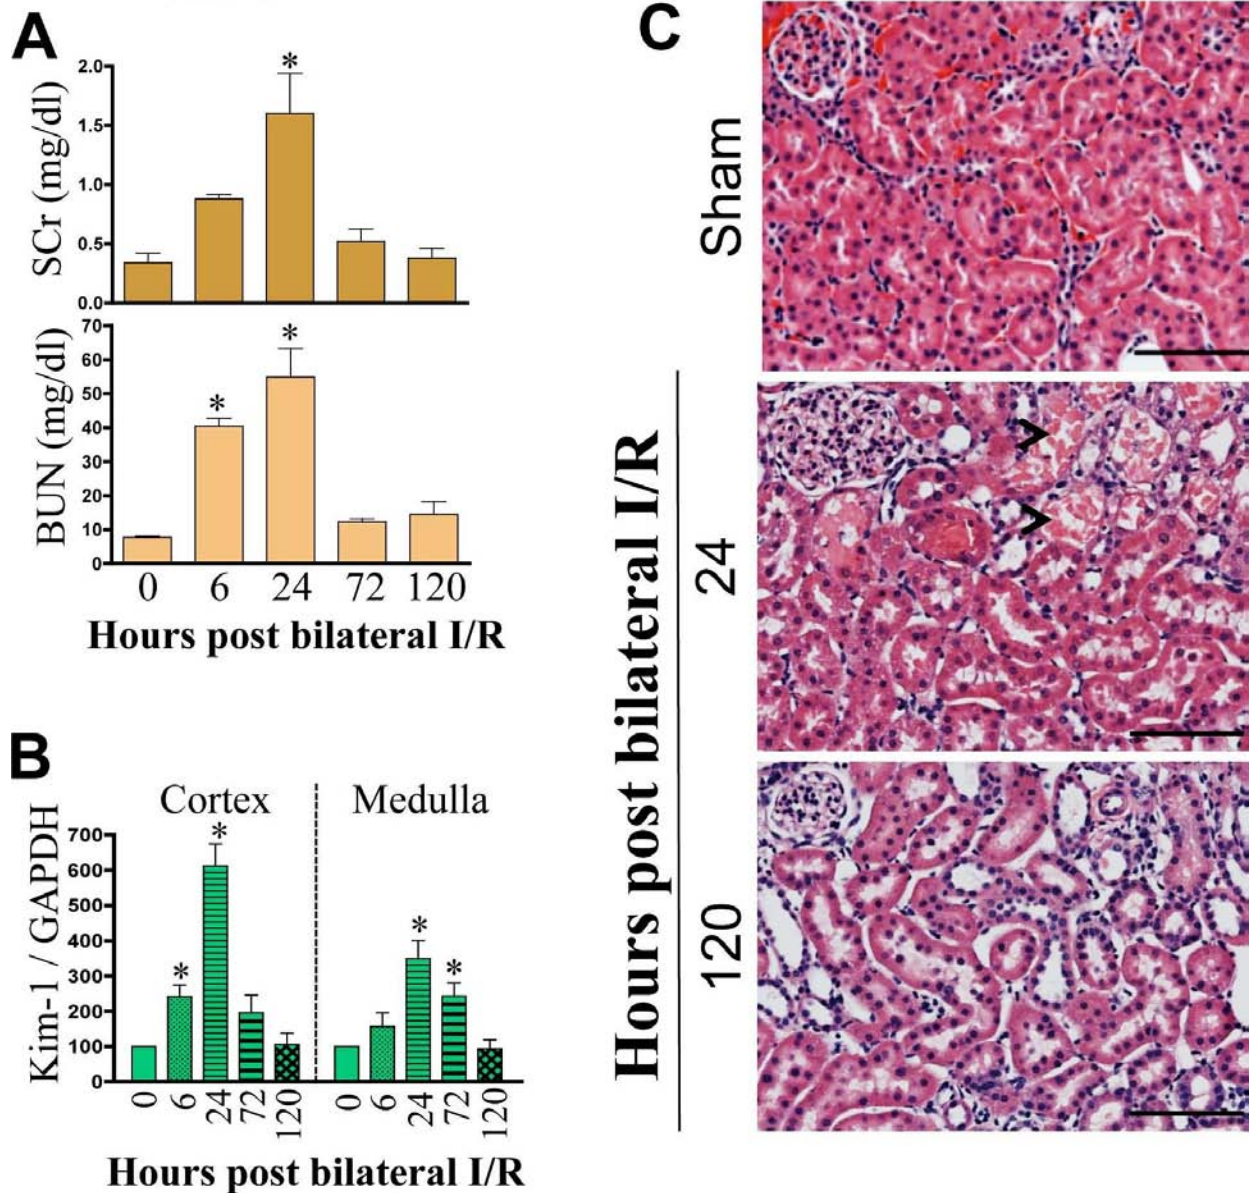 A
SCr (mg/dl)
2.0
1.5
1.0
0.5
0.0
*
BUN (mg/dl)
70
60
50
40
30
20
10
0
* *
0 6 24 72 120
Hours post bilateral I/R
B
Cortex Medulla
Kim-1 / GAPDH
700
600
500
400
300
200
100
0
* * * *
0 6 24 72 120 0 6 24 72 120
Hours post bilateral I/R
C
Sham
Hours post bilateral I/R
24
120